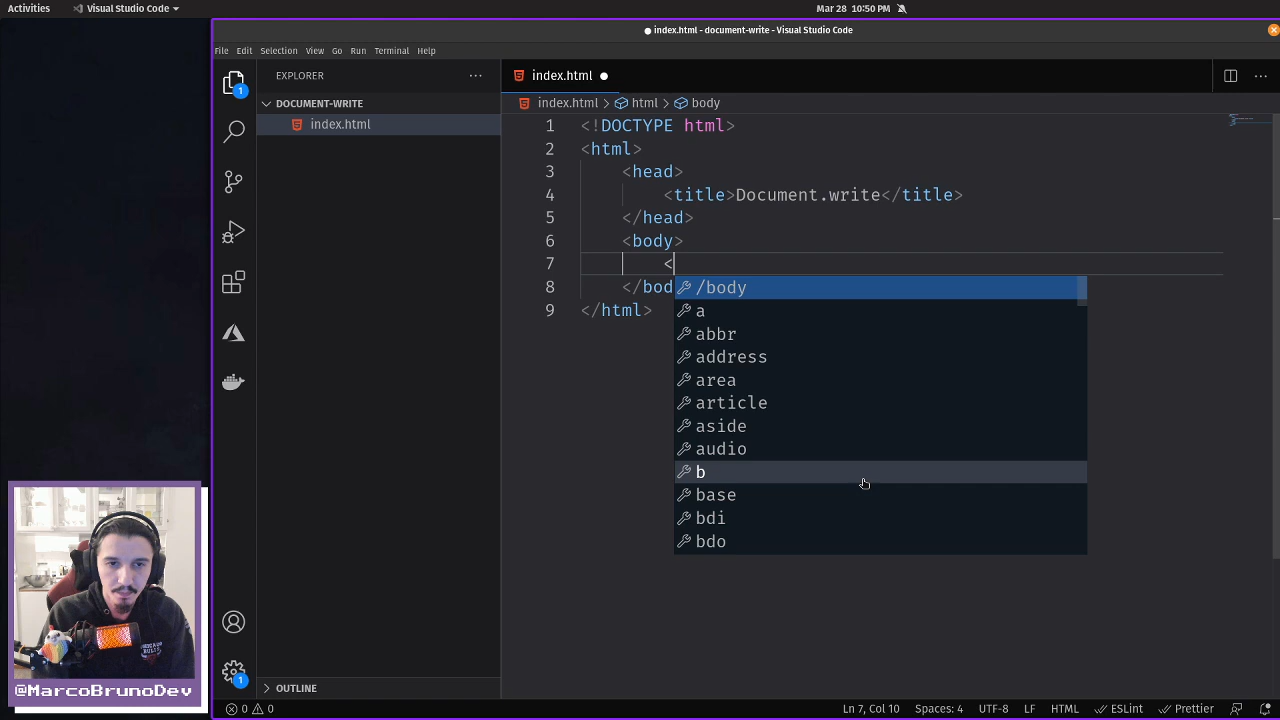 Activities
Visual Studio Code
Mar 28 10:50 PM
index.html - document-write - Visual Studio Code
File Edit Selection View Go Run Terminal Help
1
EXPLORER
DOCUMENT-WRITE
index.html
OUTLINE
index.html
index.html > html > body
1 <!DOCTYPE html>
2 <html>
3 <head>
4 <title>Document.write</title>
5 </head>
6 <body>
7 <
8 </bod
9 </html>
/body
a
abbr
address
area
article
aside
audio
b
base
bdi
bdo
1
@MarcoBrunoDev
0 0
Ln 7, Col 10 Spaces: 4 UTF-8 LF HTML ESLint Prettier